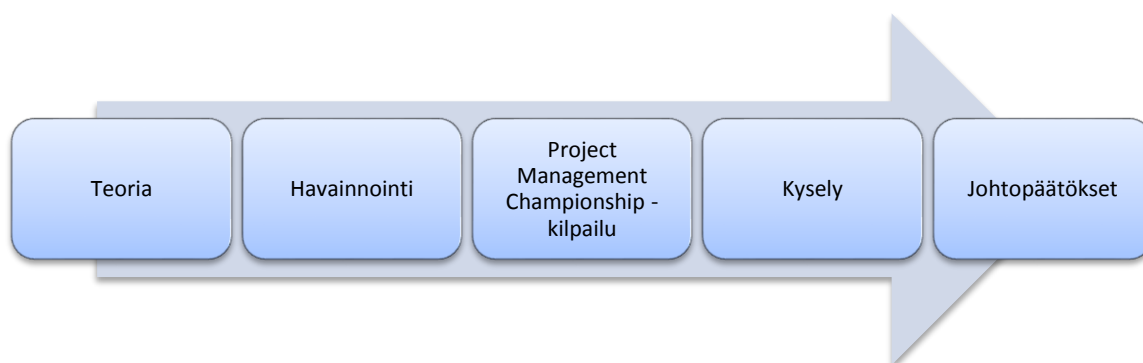 Teoria
Havainnointi
Project
Management
Championship -
kilpailu
Kysely
Johtopäätökset